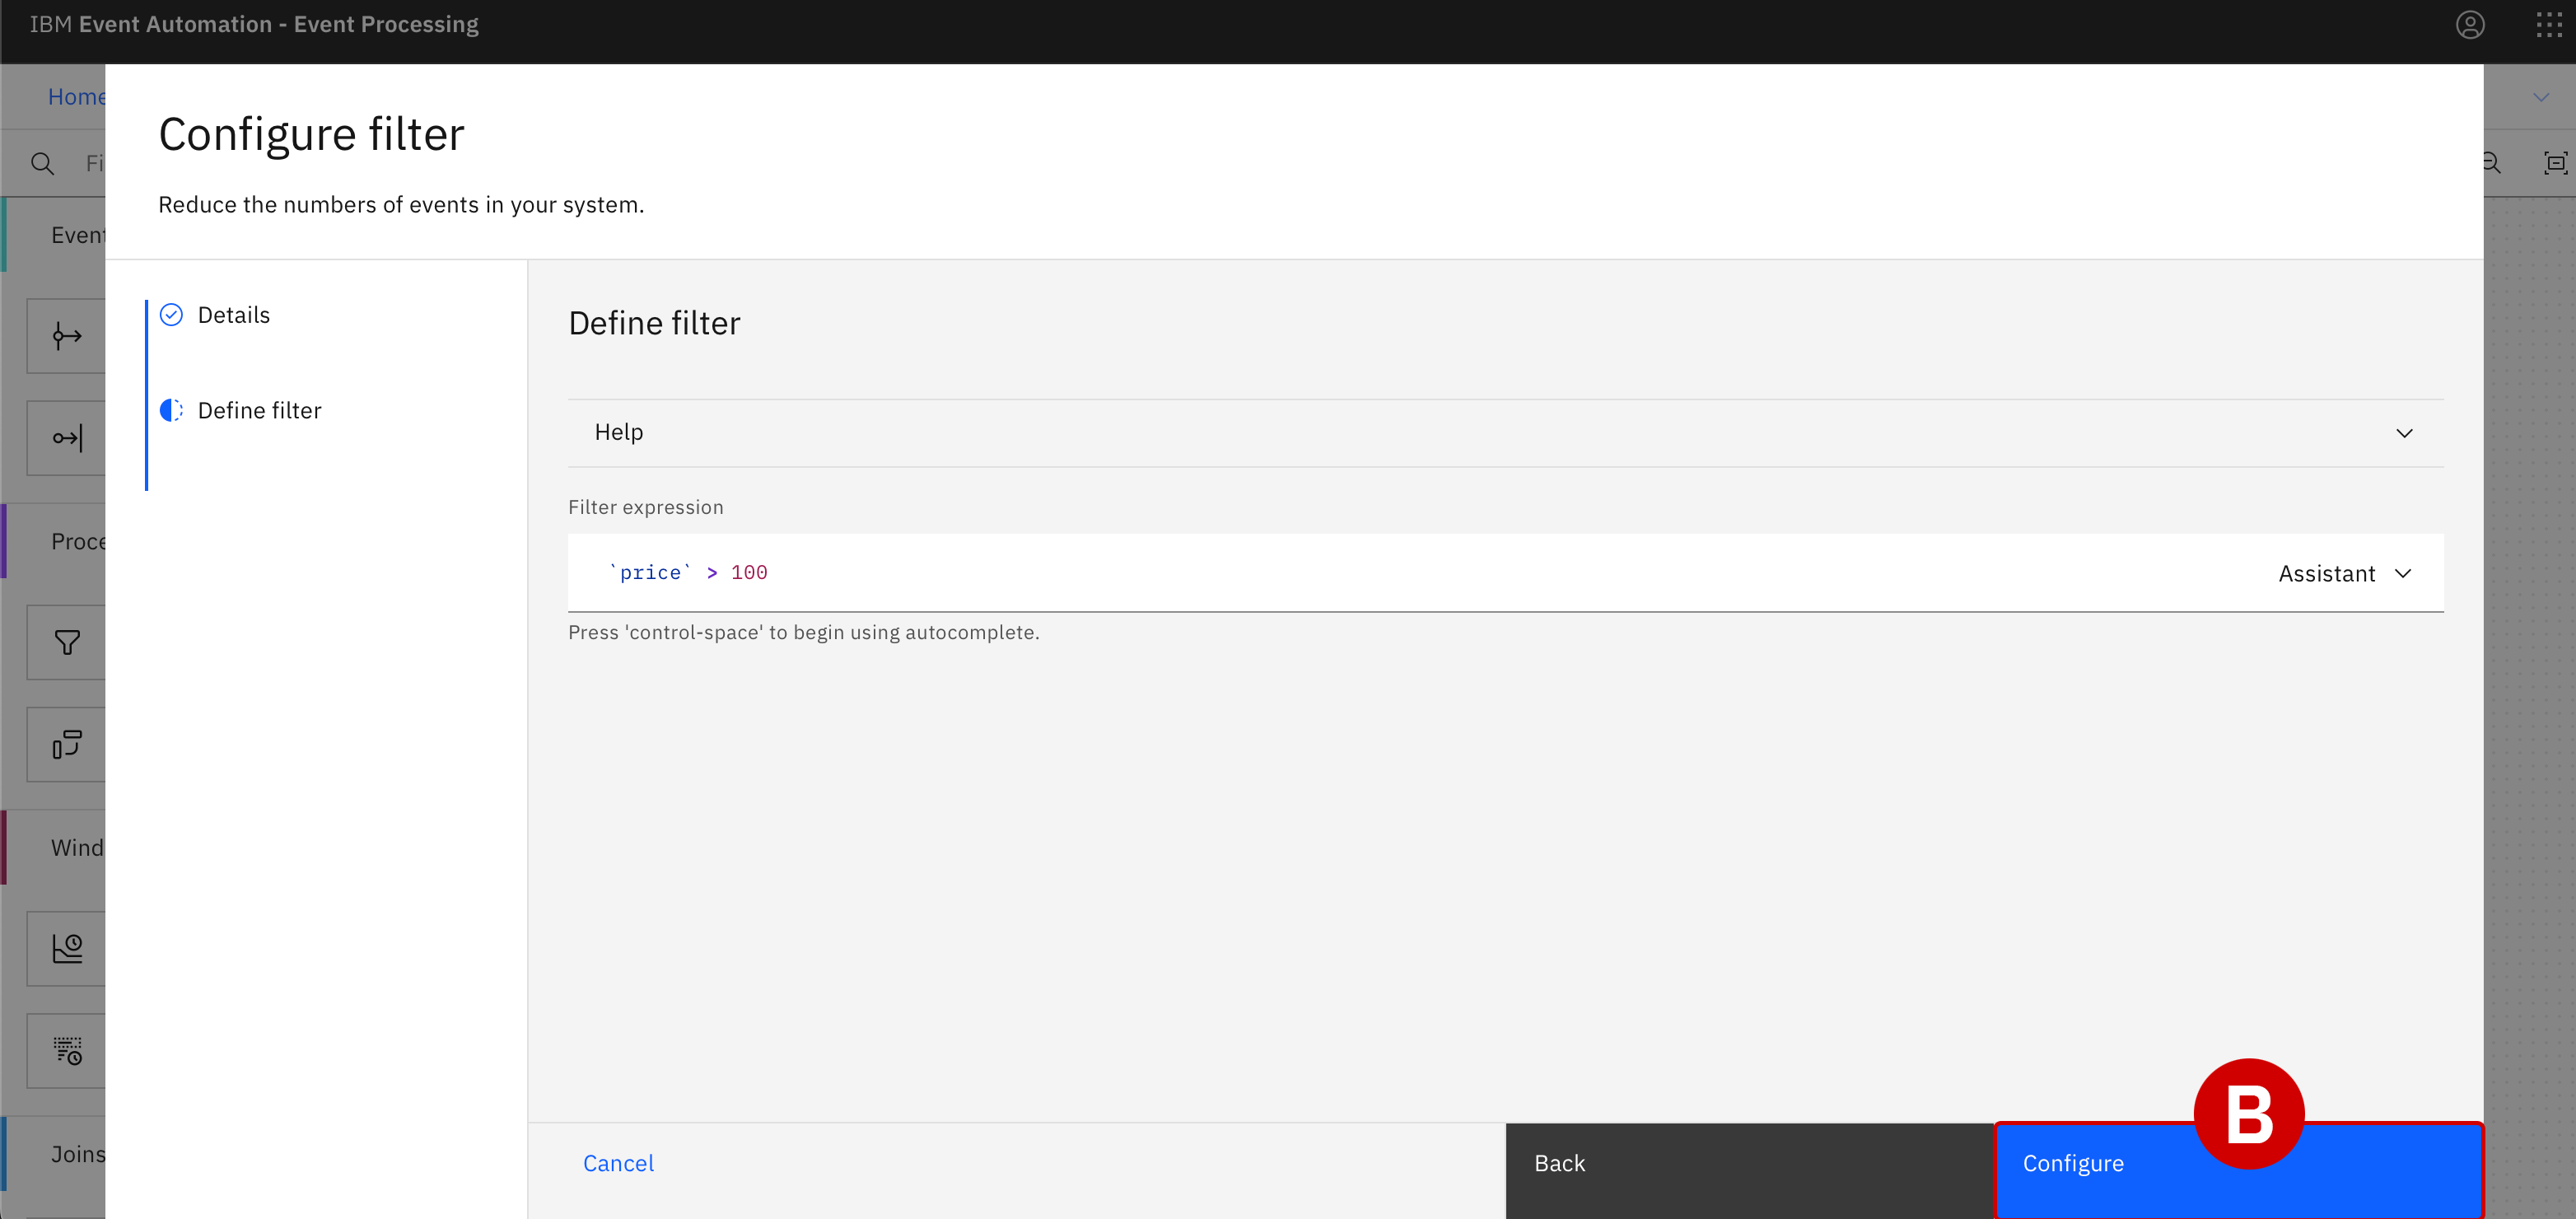 IBM Event Automation - Event Processing
Home
Configure filter
Fi
Reduce the numbers of events in your system.
Event
Details
Define filter
Define filter
Help
Filter expression
Proce
`price` > 100
Assistant
Press 'control-space' to begin using autocomplete.
Wind
Joins
B
Cancel
Back
Configure